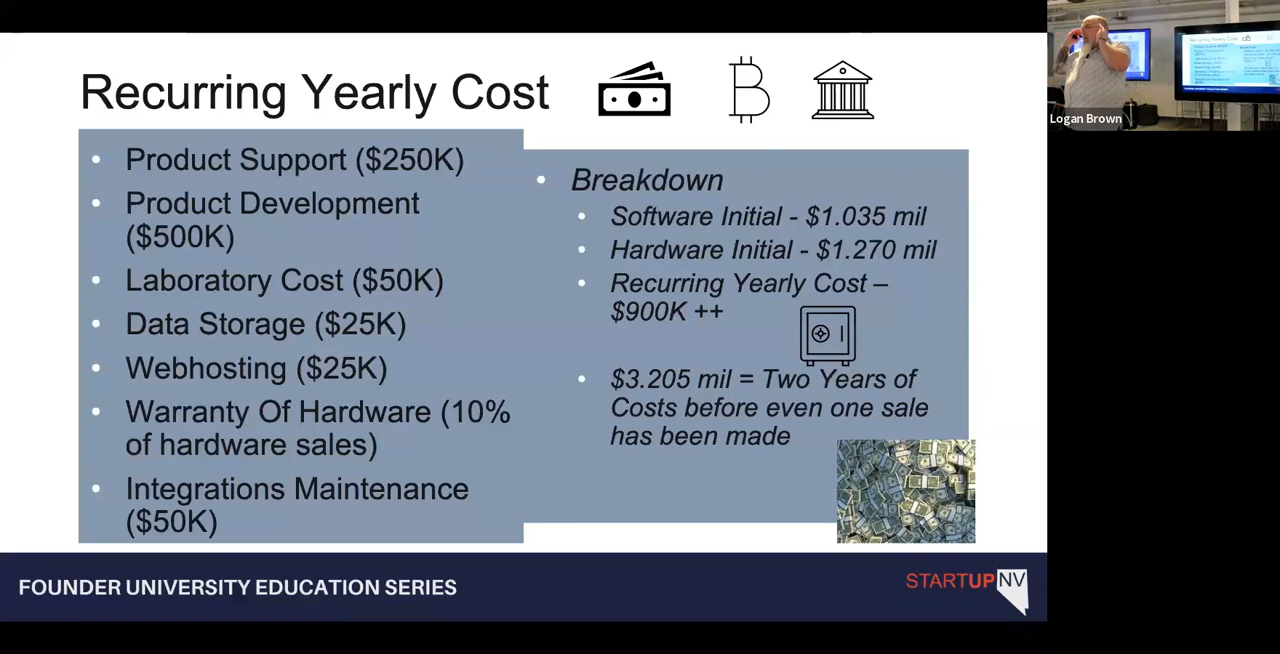 Recurring Yearly Cost
• Product Support ($250K)
• Product Development
($500K)
• Laboratory Cost ($50K)
• Data Storage ($25K)
• Webhosting ($25K)
• Warranty Of Hardware (10%
of hardware sales)
• Integrations Maintenance
($50K)
• Breakdown
• Software Initial - $1.035 mil
• Hardware Initial - $1.270 mil
• Recurring Yearly Cost –
$900K ++
• $3.205 mil = Two Years of
Costs before even one sale
has been made
FOUNDER UNIVERSITY EDUCATION SERIES
STARTUPNV
Logan Brown
Recurring Yearly Cost